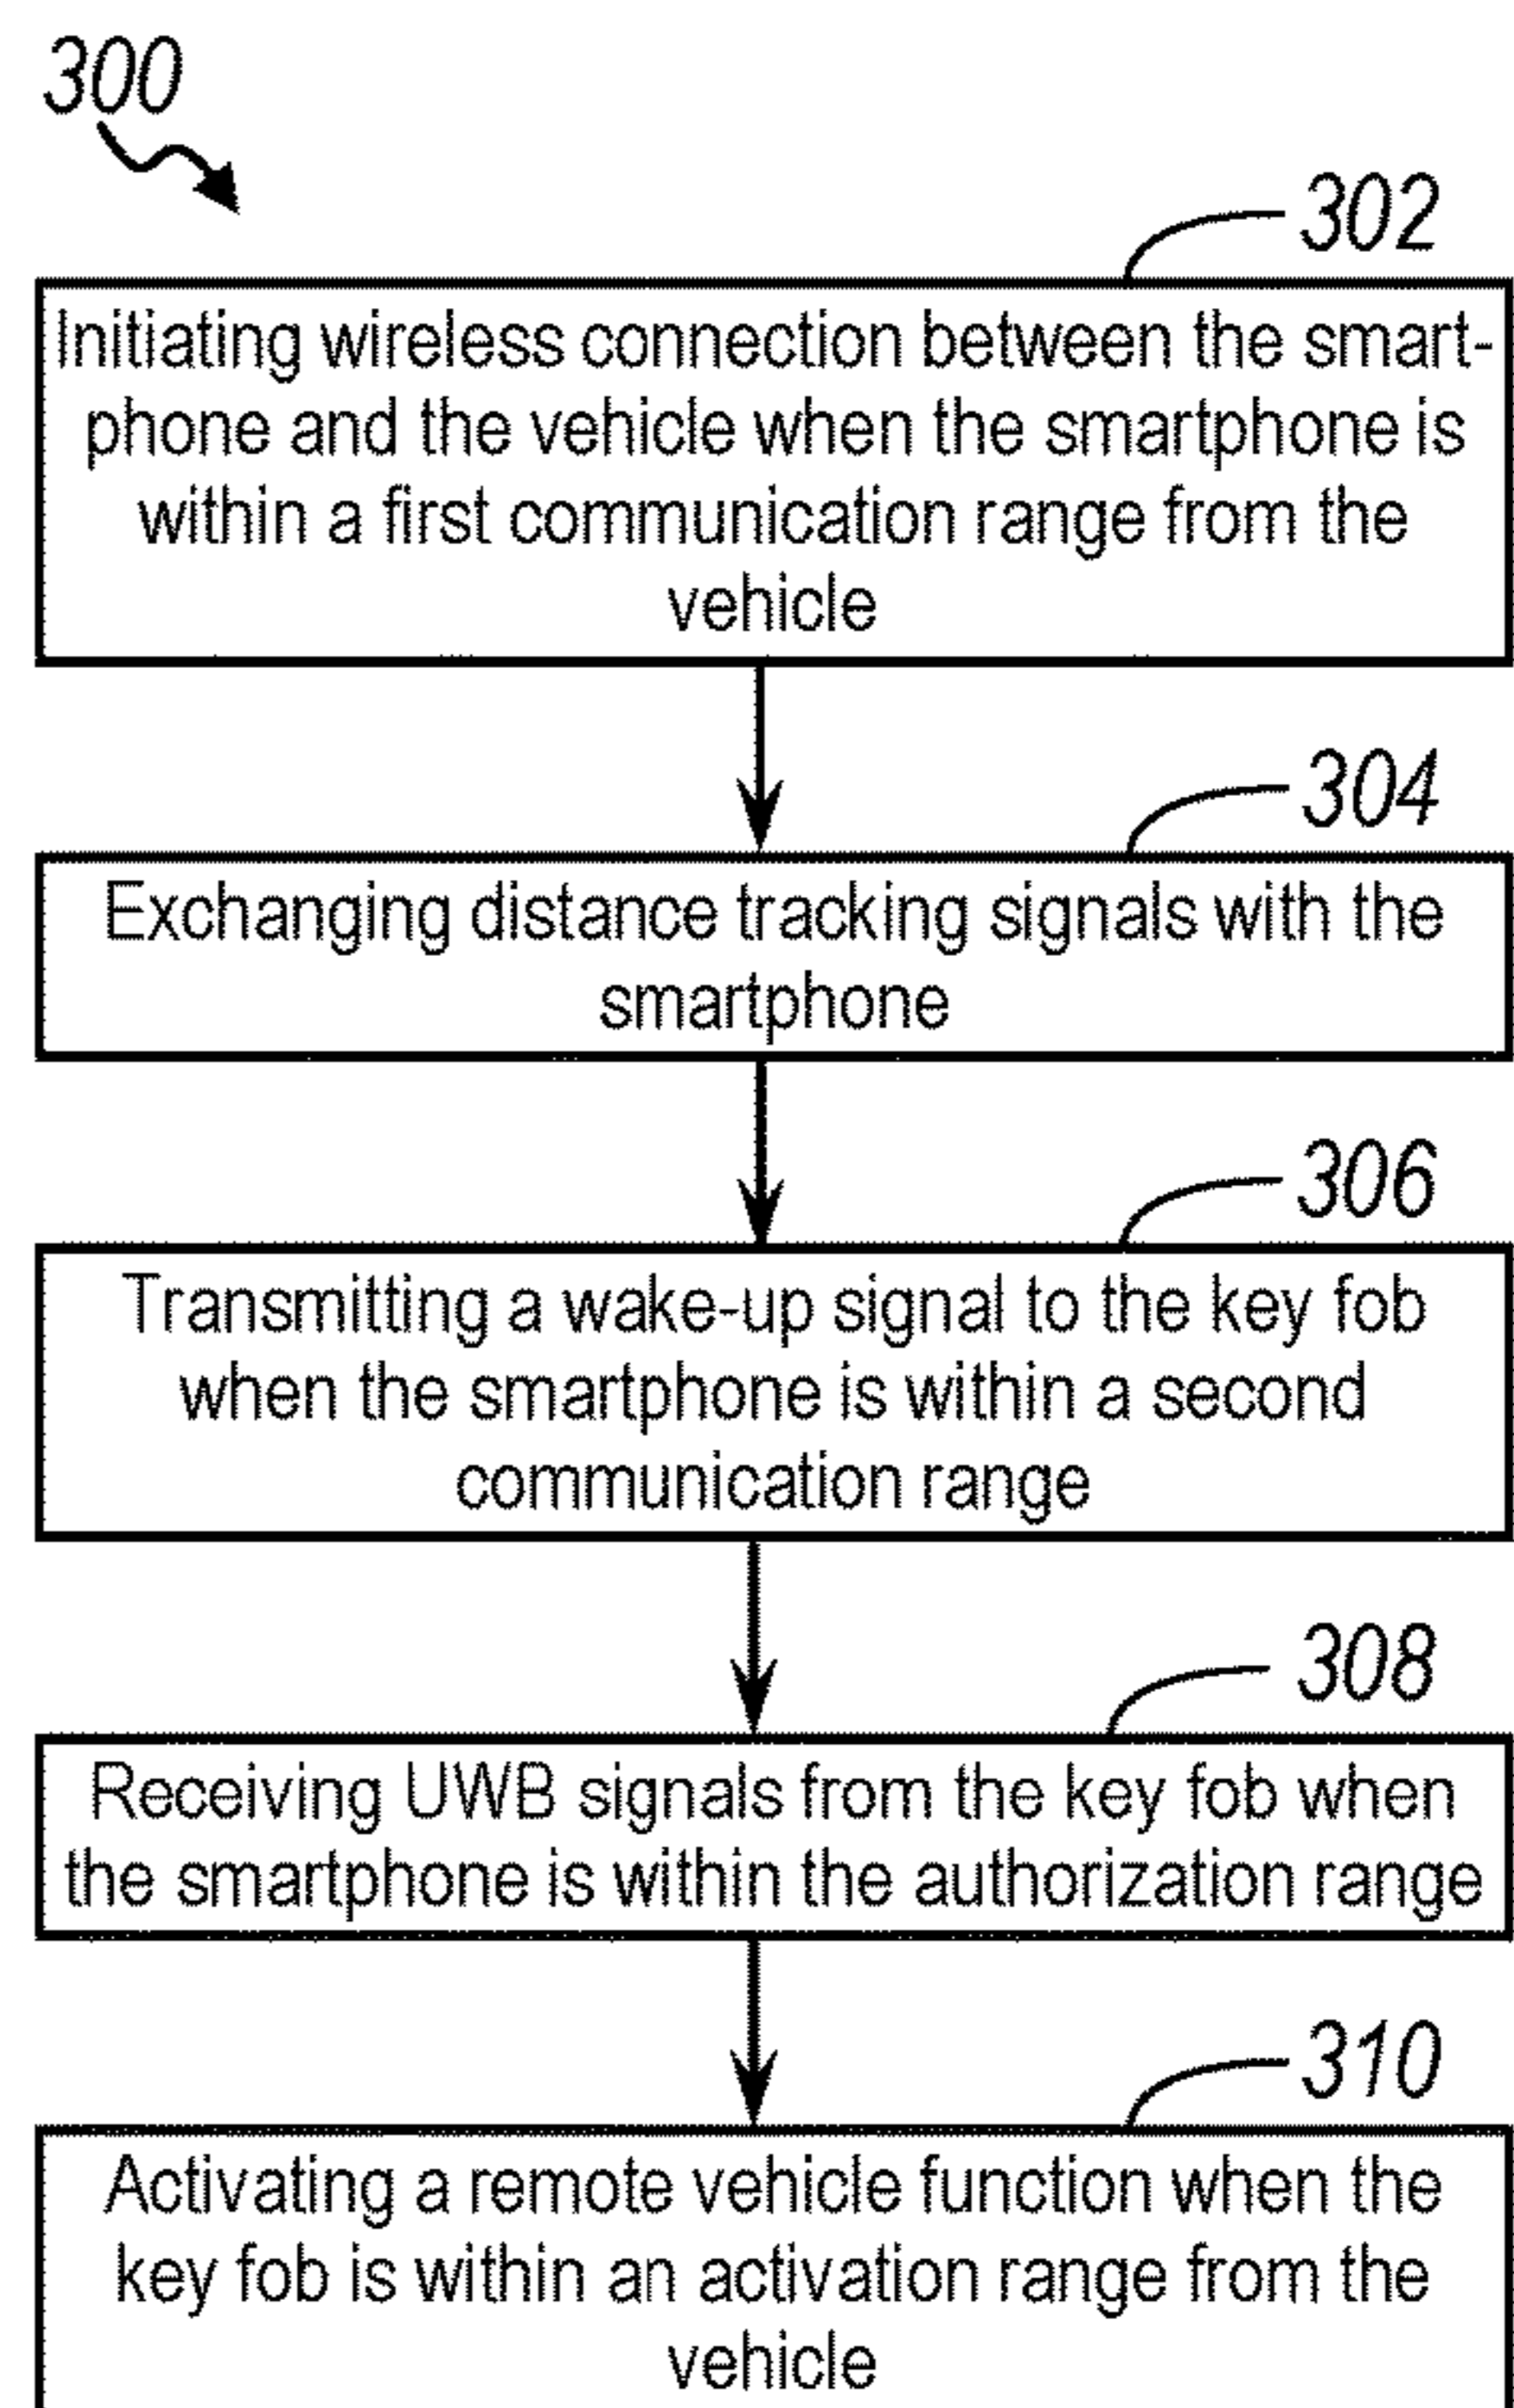 300
302
Initiating wireless connection between the smart-
phone and the vehicle when the smartphone is
within a first communication range from the
vehicle
304
Exchanging distance tracking signals with the
smartphone
306
Transmitting a wake-up signal to the key fob
when the smartphone is within a second
communication range
308
Receiving UWB signals from the key fob when
the smartphone is within the authorization range
310
Activating a remote vehicle function when the
key fob is within an activation range from the
vehicle